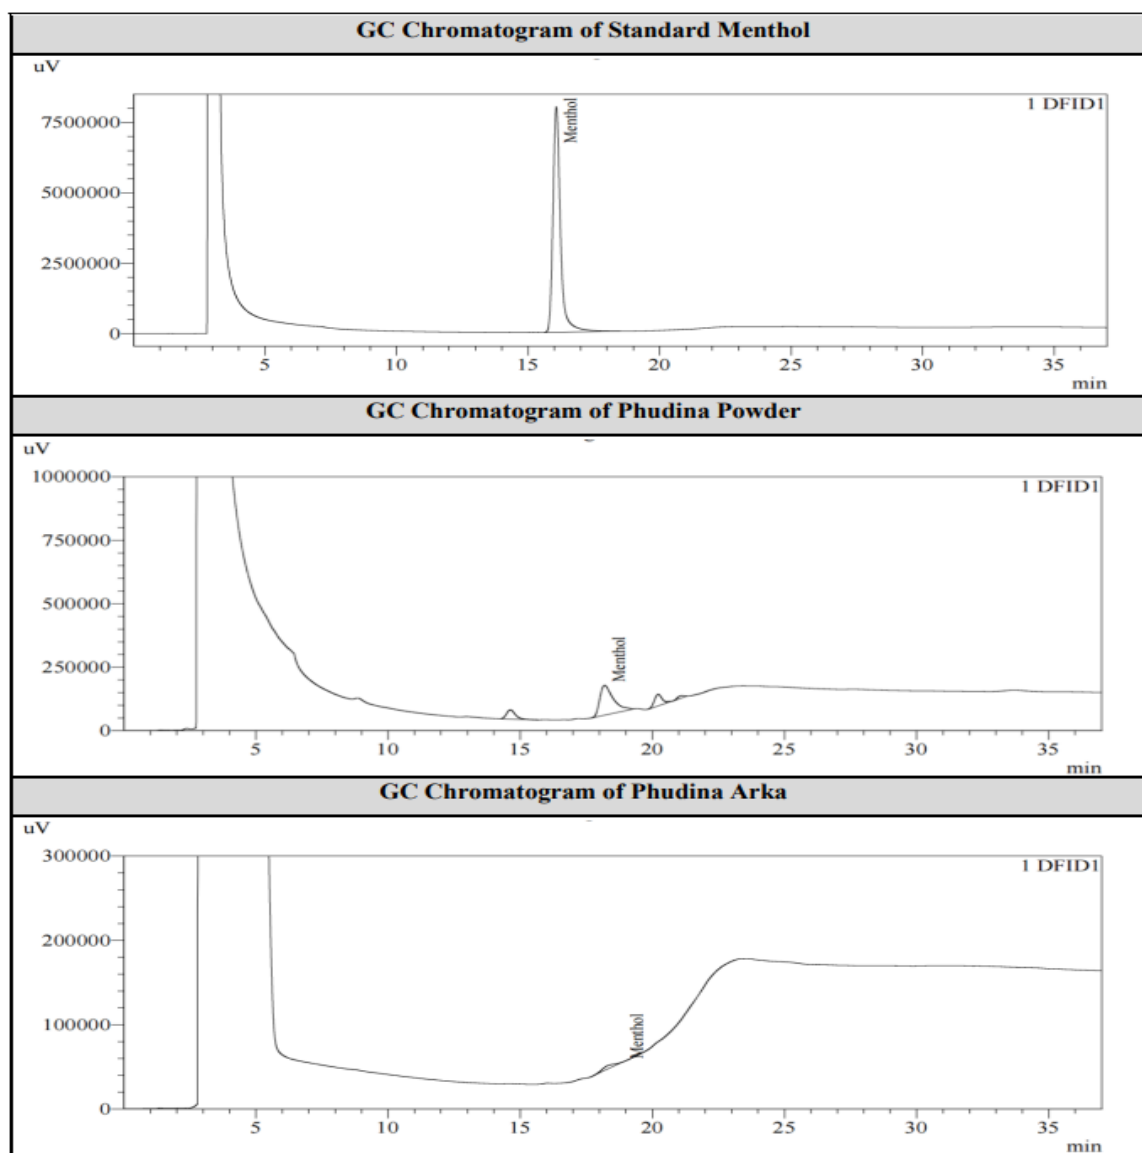 GC Chromatogram of Standard Menthol
uV
1 DFID1
Menthol
7500000
5000000
2500000
0
5 10 15 20 25 30 35
min
GC Chromatogram of Phudina Powder
uV
1000000
1 DFID1
750000
500000
Menthol
250000
0
5 10 15 20 25 30 35
min
GC Chromatogram of Phudina Arka
uV
300000
1 DFID1
200000
100000
Menthol
0
5 10 15 20 25 30 35
min